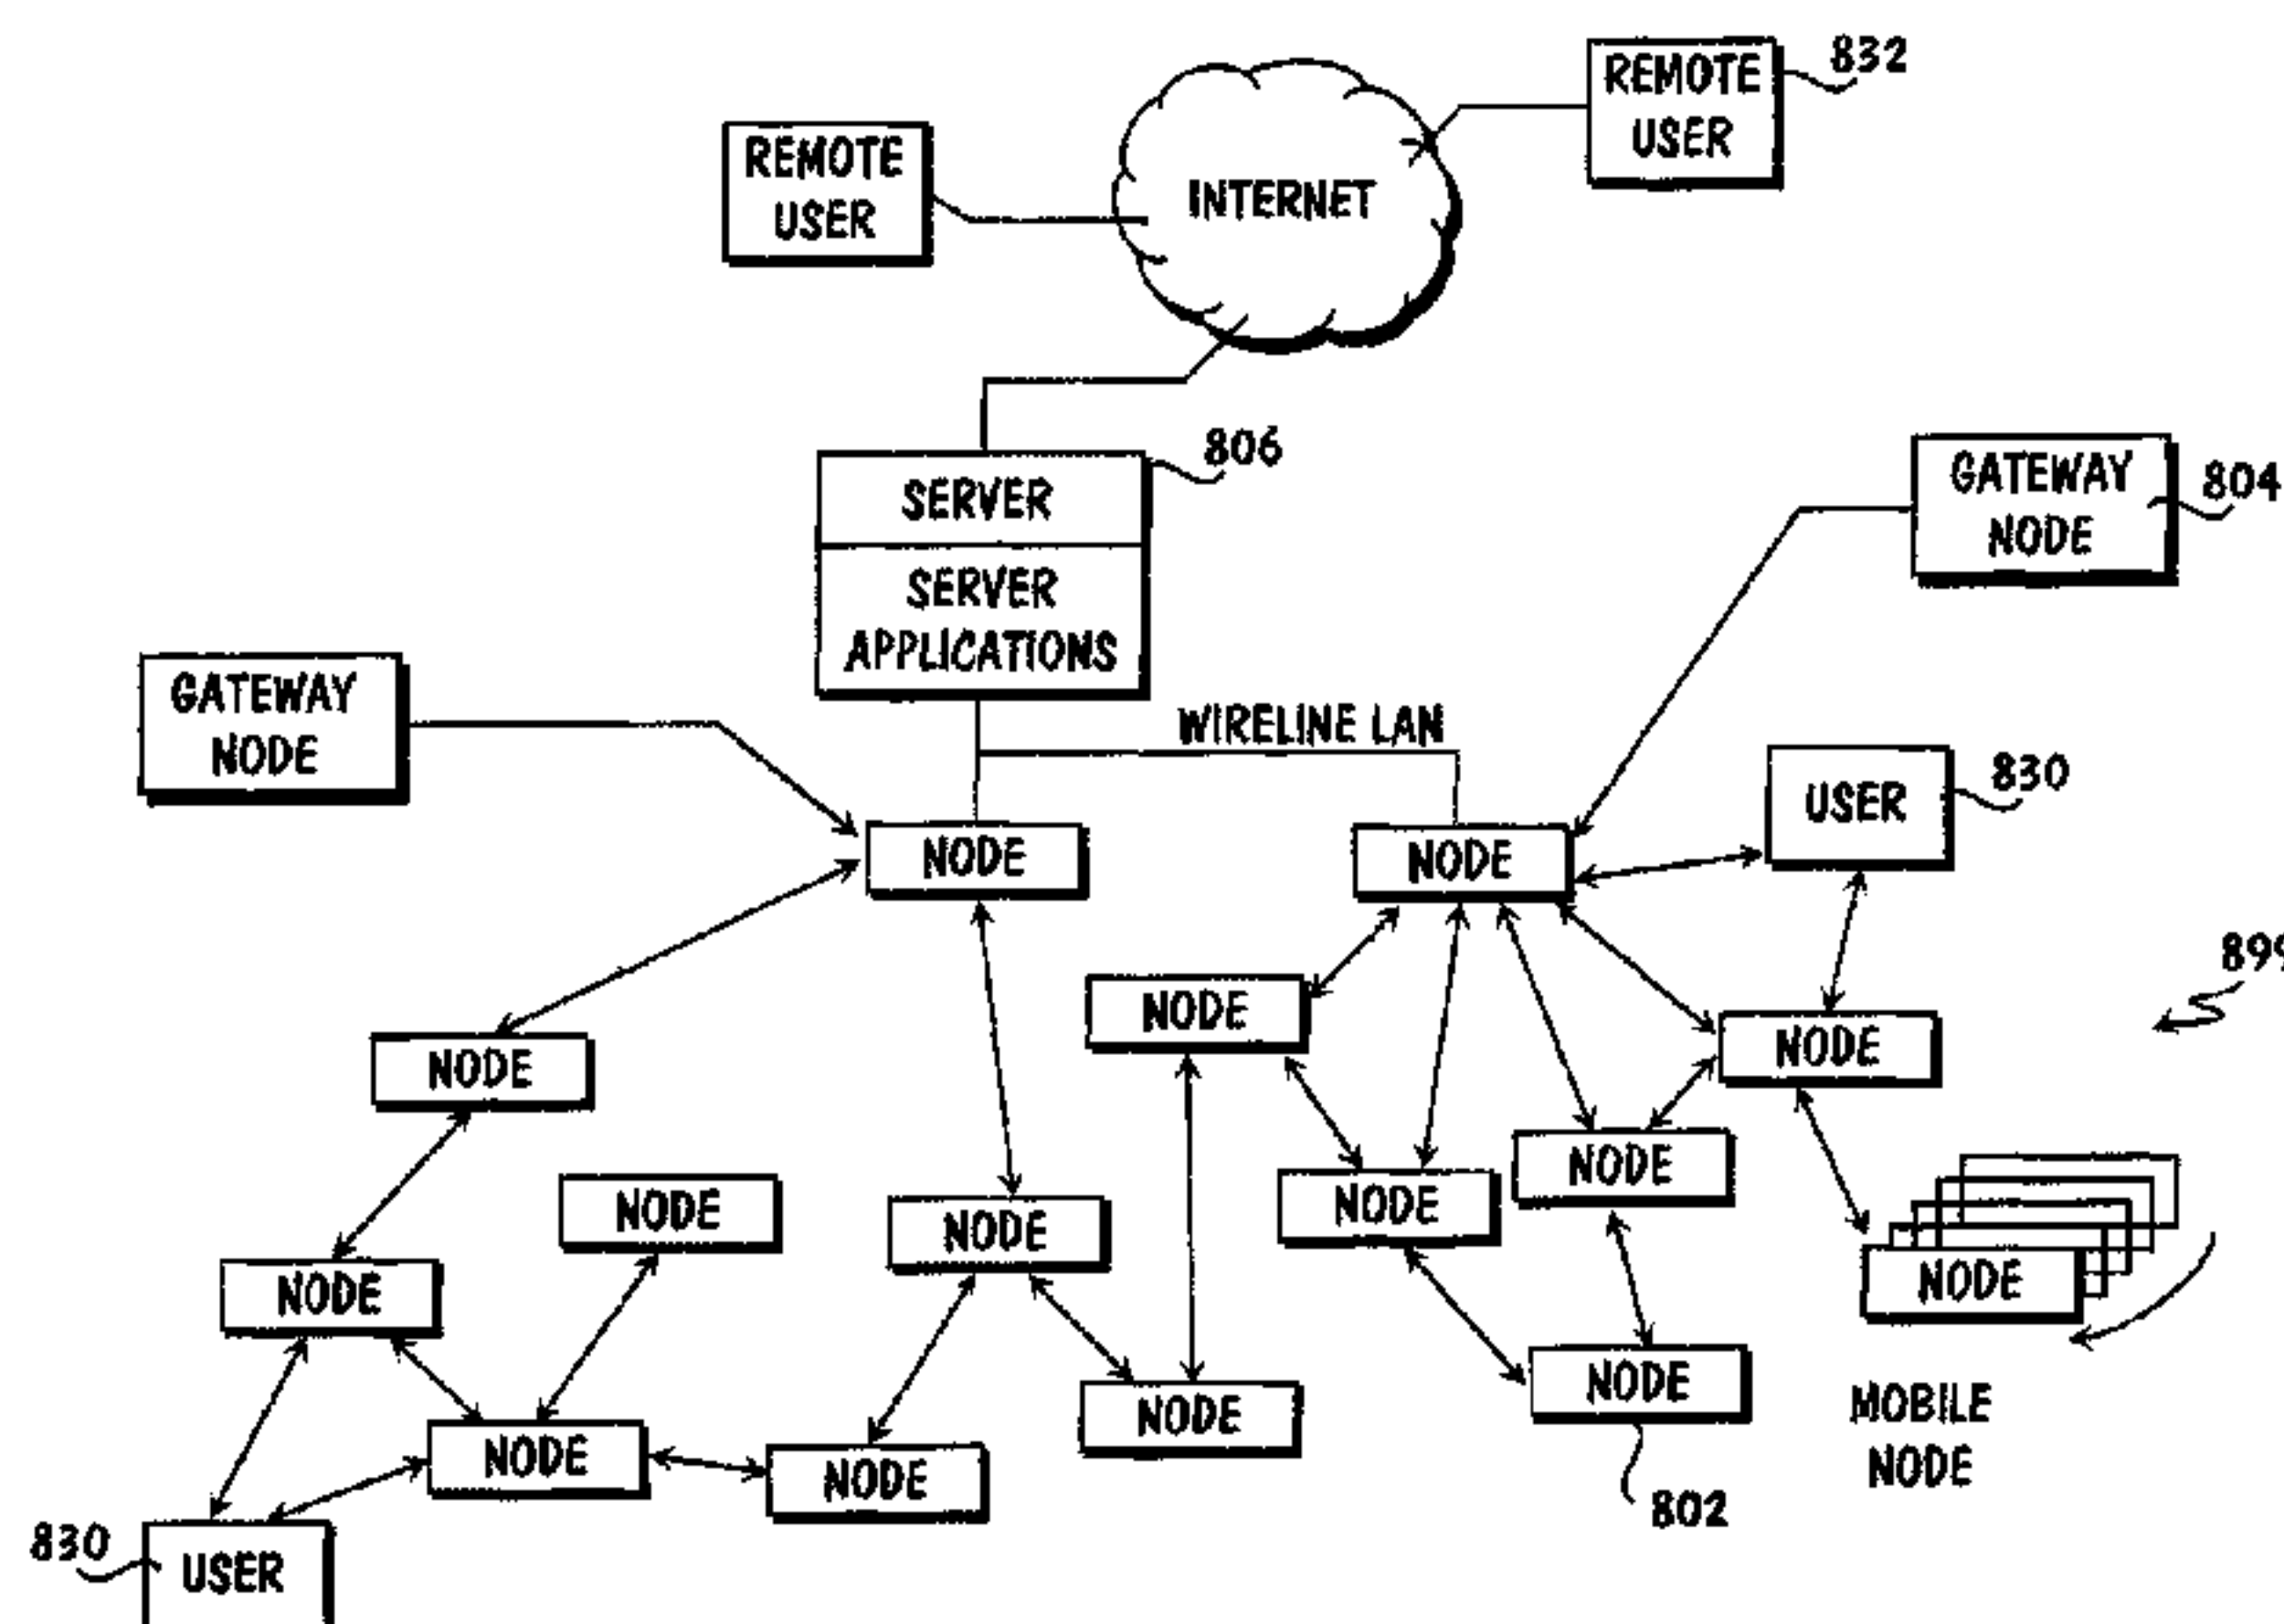 REMOTE
USER
832
REMOTE
USER
INTERNET
806
SERVER
SERVER
APPLICATIONS
GATEWAY
NODE
804
GATEWAY
NODE
WIRELINE LAN
USER
830
NODE
NODE
899
NODE
NODE
NODE
NODE
NODE
NODE
NODE
NODE
NODE
NODE
NODE
NODE
NODE
MOBILE
NODE
NODE
802
830
USER